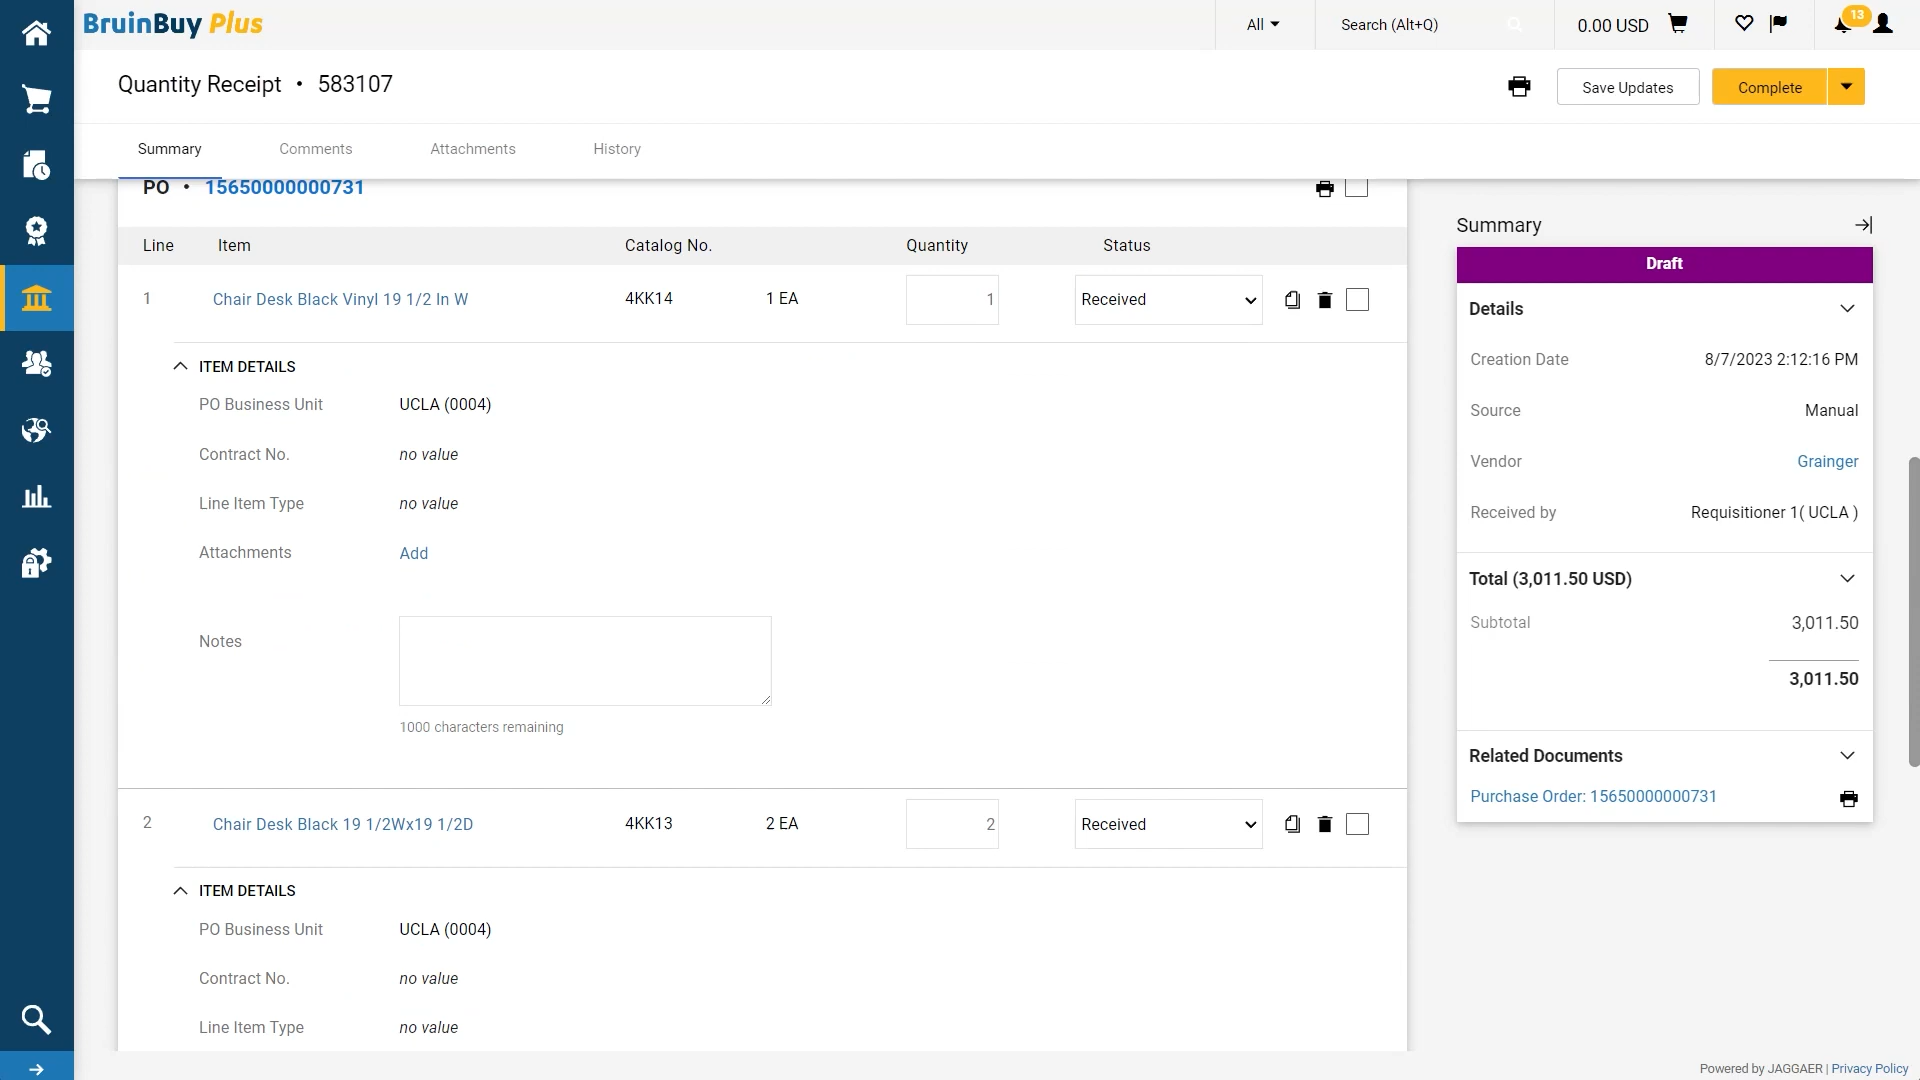 BruinBuy Plus
All
Search (Alt+Q)
0.00 USD
13
Quantity Receipt • 583107
Save Updates
Complete
Summary
Comments
Attachments
History
PO • 15650000000731
Line
Item
Catalog No.
Quantity
Status
1
Chair Desk Black Vinyl 19 1/2 In W
4KK14
1 EA
1
Received
ITEM DETAILS
PO Business Unit
UCLA (0004)
Contract No.
no value
Line Item Type
no value
Attachments
Add
Notes
1000 characters remaining
2
Chair Desk Black 19 1/2Wx19 1/2D
4KK13
2 EA
2
Received
ITEM DETAILS
PO Business Unit
UCLA (0004)
Contract No.
no value
Line Item Type
no value
Summary
Draft
Details
Creation Date
8/7/2023 2:12:16 PM
Source
Manual
Vendor
Grainger
Received by
Requisitioner 1( UCLA )
Total (3,011.50 USD)
Subtotal
3,011.50
3,011.50
Related Documents
Purchase Order: 15650000000731
Powered by JAGGAER | Privacy Policy